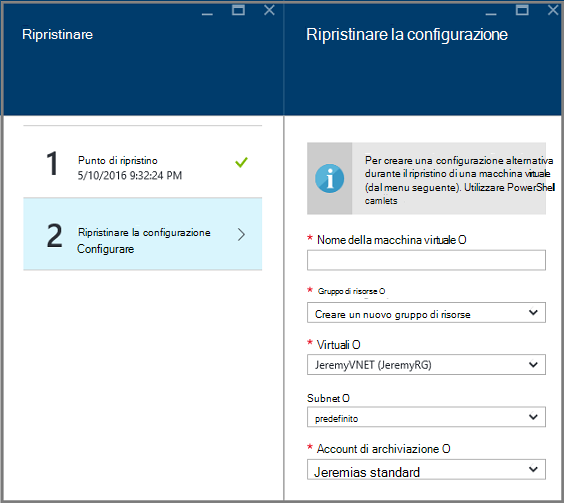 Ripristinare
Ripristinare la configurazione
1
Punto di ripristino
5/10/2016 9:32:24 PM
2
Ripristinare la configurazione
Configurare
Per creare una configurazione alternativa
durante il ripristino di una macchina virtuale
(dal menu seguente). Utilizzare PowerShell
camlets
* Nome della macchina virtuale O
* Gruppo di risorse O
Creare un nuovo gruppo di risorse
* Virtuali O
JeremyVNET (JeremyRG)
Subnet O
predefinito
* Account di archiviazione O
Jeremias standard